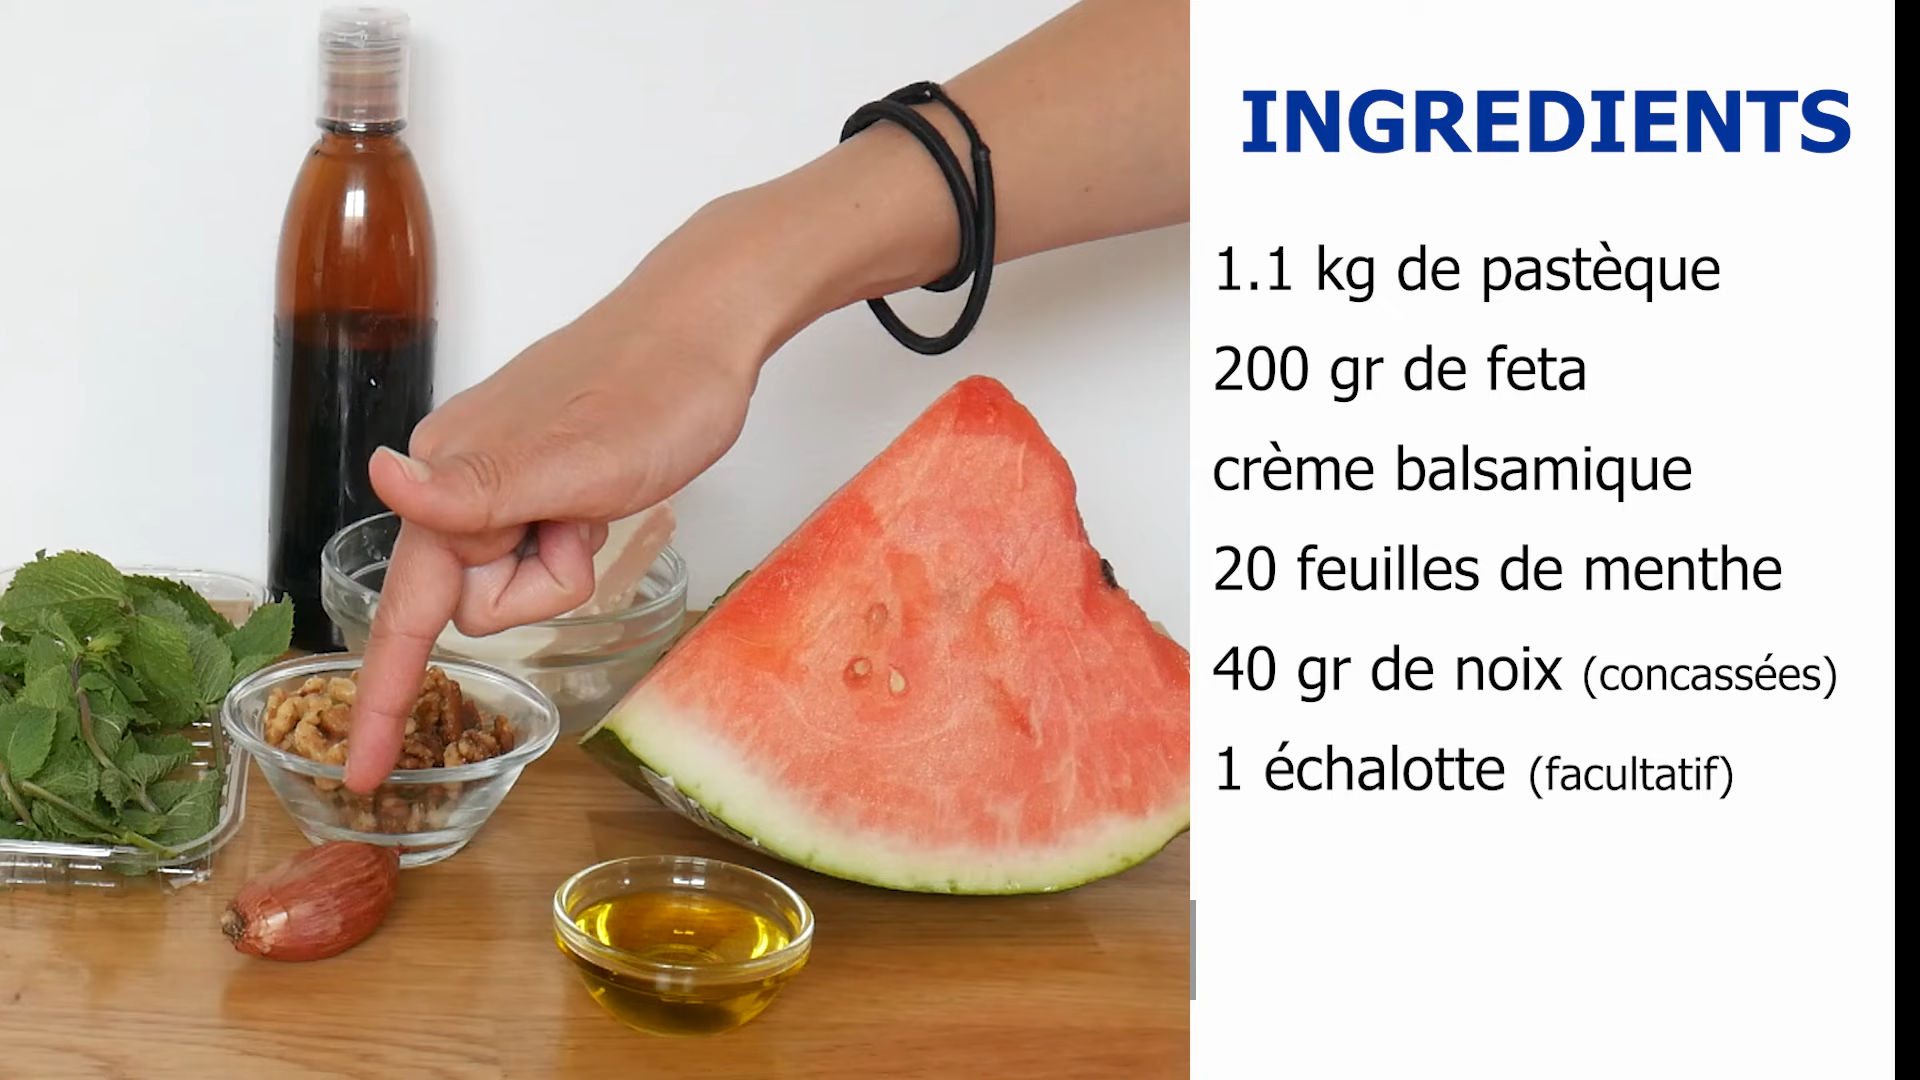 INGREDIENTS
1.1 kg de pastèque
200 gr de feta
crème balsamique
20 feuilles de menthe
40 gr de noix (concassées)
1 échalotte (facultatif)